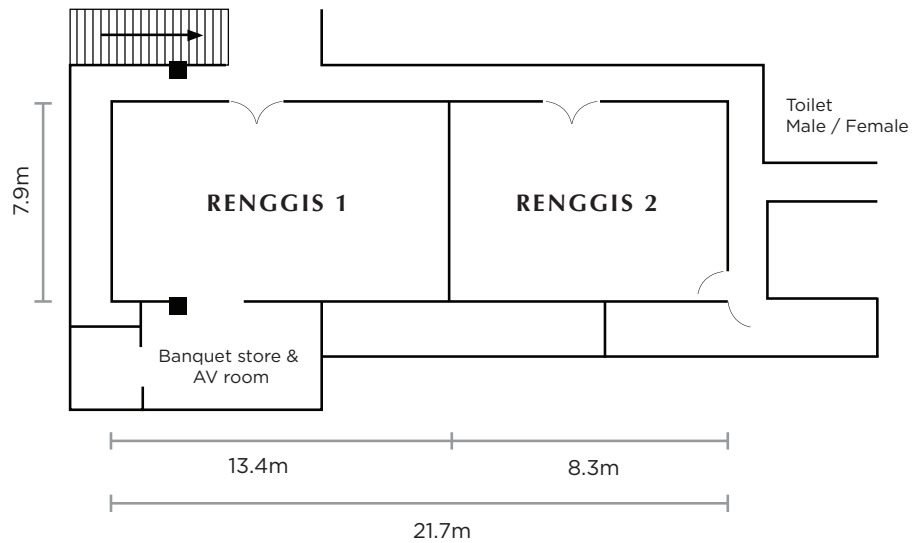 Toilet
Male / Female
7.9m
RENGGIS 1
RENGGIS 2
Banquet store &
AV room
13.4m
8.3m
21.7m